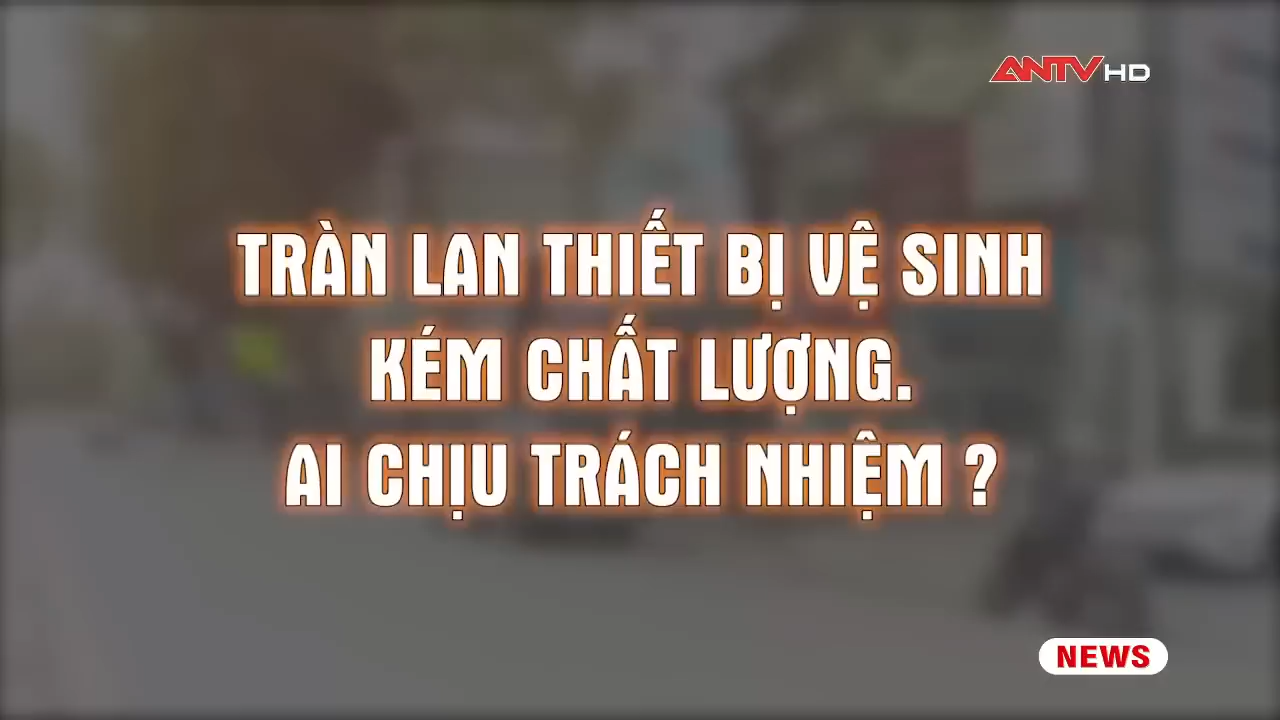 ANTV HD
TRÀN LAN THIẾT BỊ VỆ SINH
KÉM CHẤT LƯỢNG.
AI CHỊU TRÁCH NHIỆM ?
NEWS